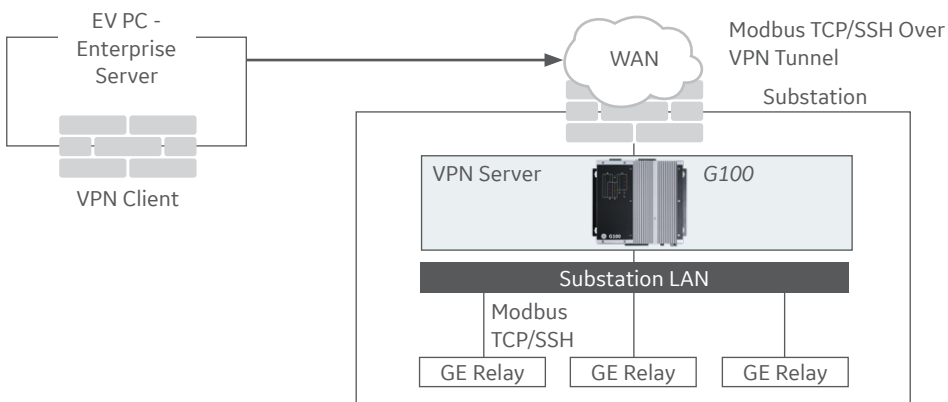 EV PC -
Enterprise
Server
VPN Client
WAN
Modbus TCP/SSH Over
VPN Tunnel
Substation
VPN Server
G100
G100
Substation LAN
Modbus
TCP/SSH
GE Relay
GE Relay
GE Relay